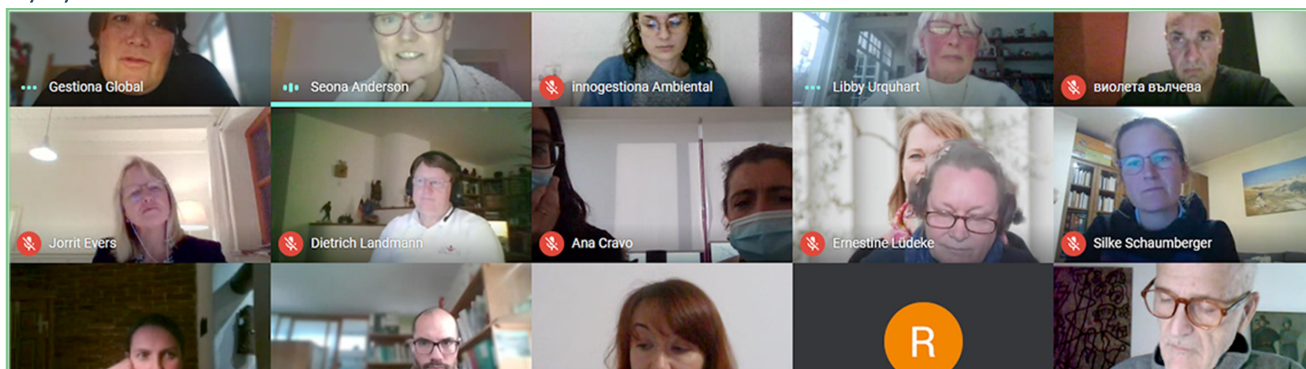 Gestiona Global
Seona Anderson
innogestiona Ambiental
Libby Urquhart
виолета вълчева
Jorrit Evers
Dietrich Landmann
Ana Cravo
Ernestine Lüdeke
Silke Schaumberger
R